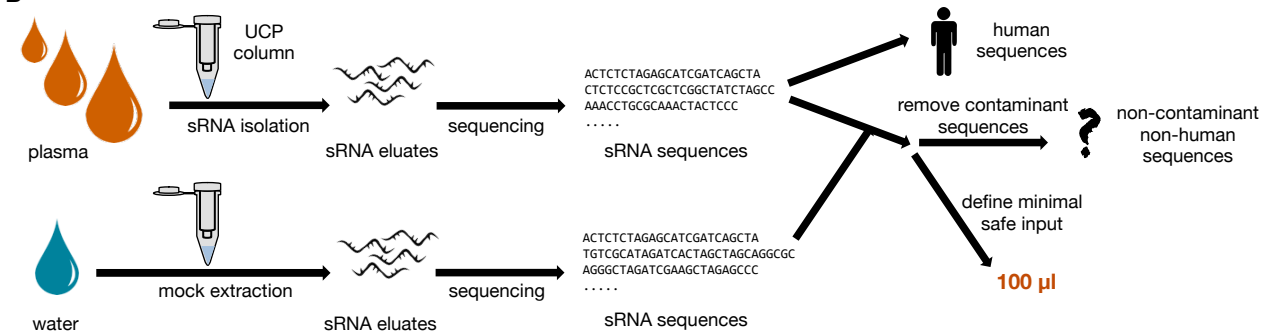 UCP
column
sRNA isolation
plasma
sRNA eluates
sequencing
ACTCTCTAGAGCATCGATCAGCTA
CTCTCCGCTCGCTCGGCTATCTAGCC
AAACCTGCGCAAACTACTCCC
.....
sRNA sequences
human
sequences
remove contaminant
sequences
non-contaminant
non-human
sequences
define minimal
safe input
100 µl
water
mock extraction
sRNA eluates
sequencing
ACTCTCTAGAGCATCGATCAGCTA
TGTCGCATAGATCACTAGCTAGCAGGCGC
AGGGCTAGATCGAAGCTAGAGCCC
.....
sRNA sequences